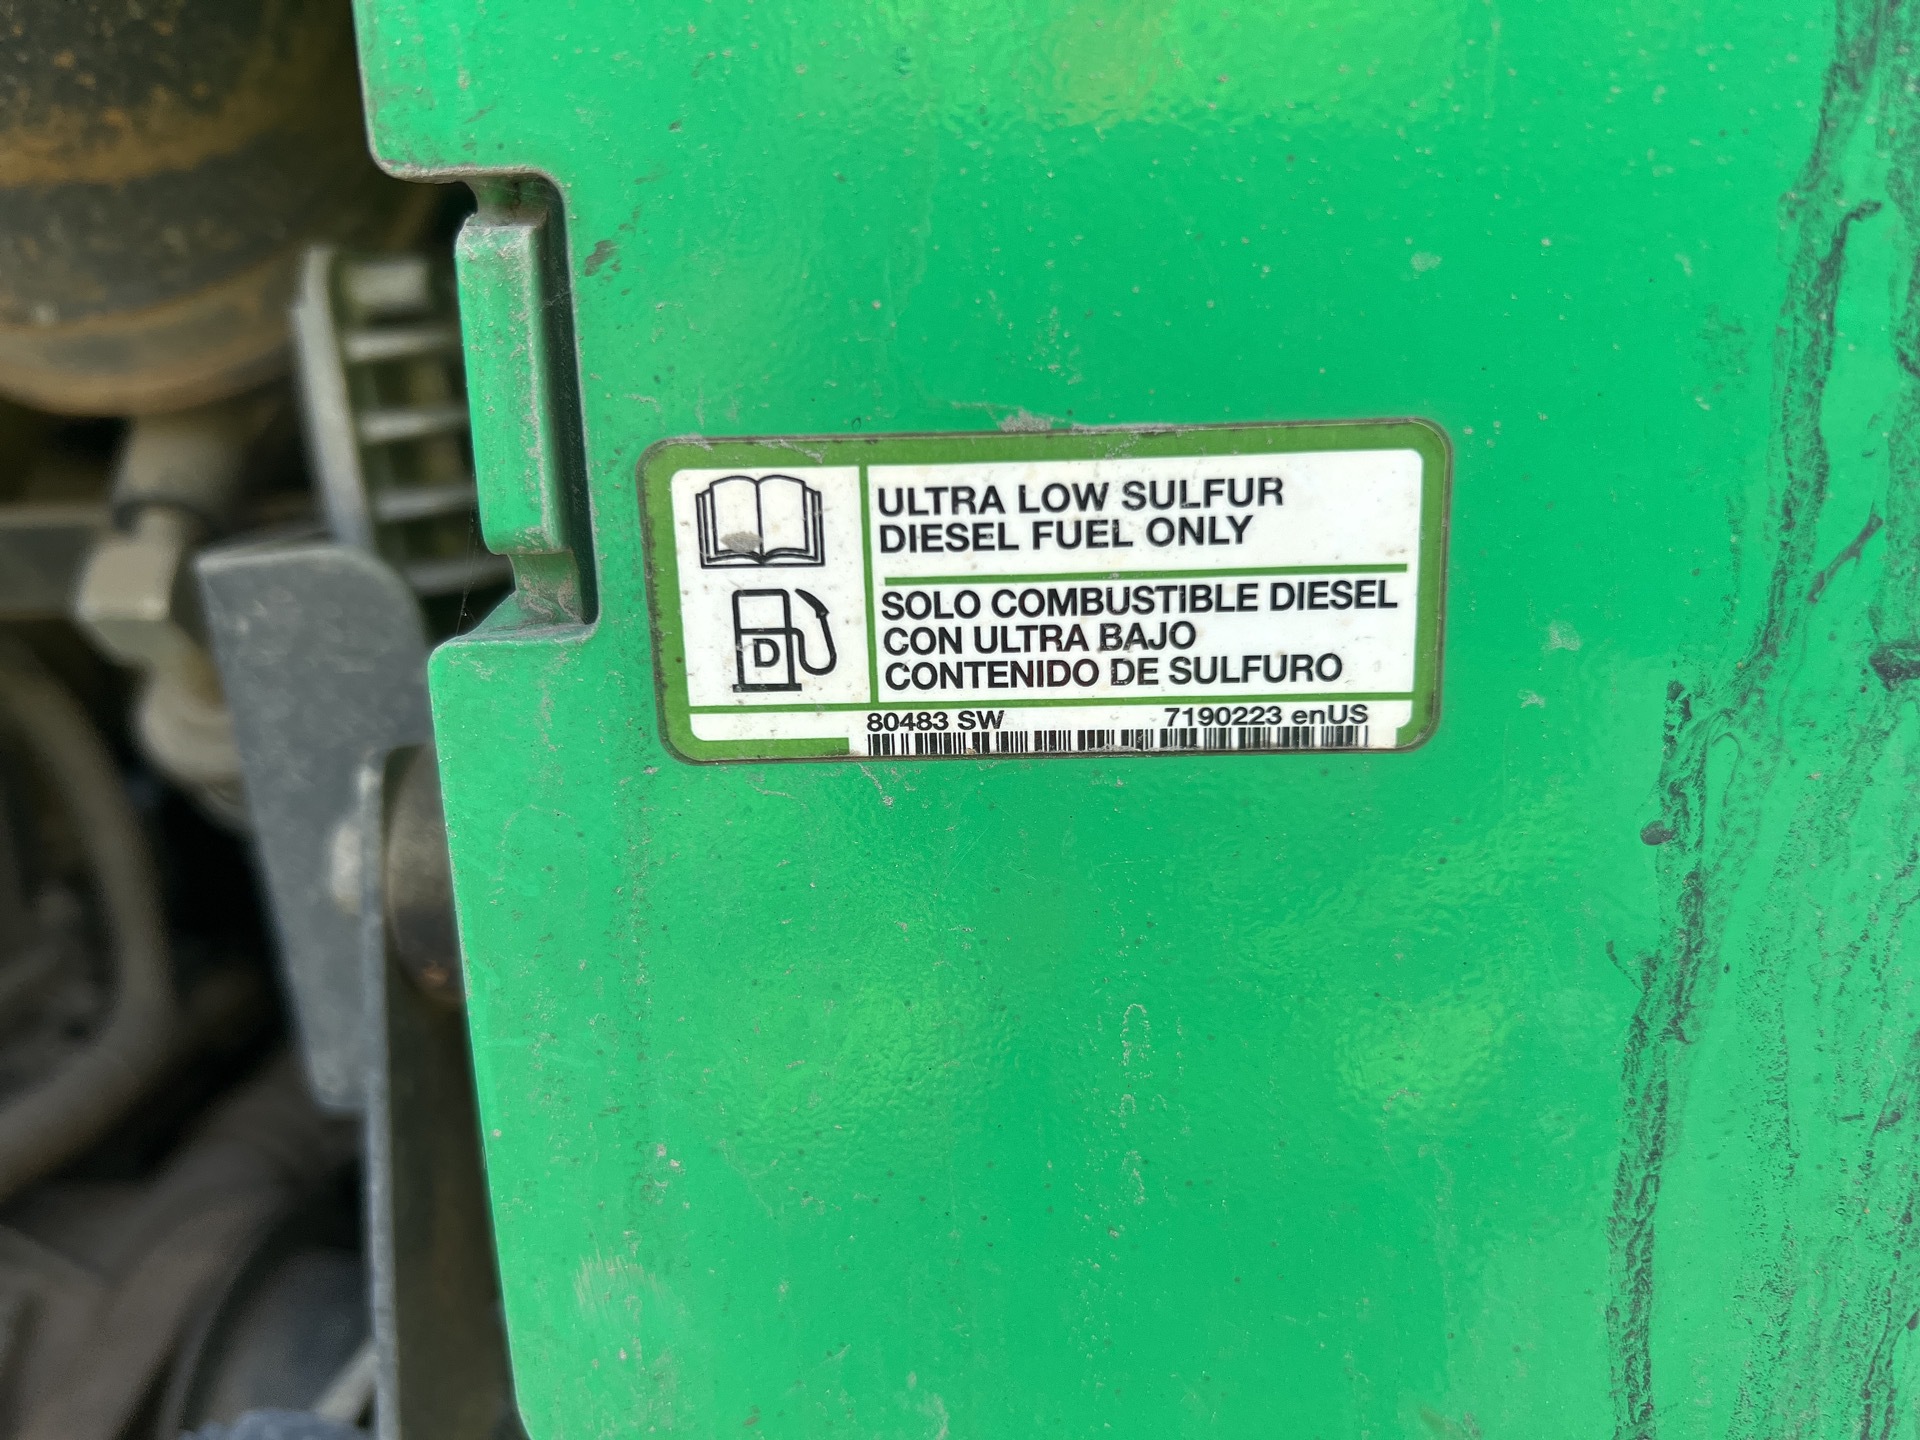 ULTRA LOW SULFUR
DIESEL FUEL ONLY
SOLO COMBUSTIBLE DIESEL
CON ULTRA BAJO
CONTENIDO DE SULFURO
D
80483 SW 7190223 enUS